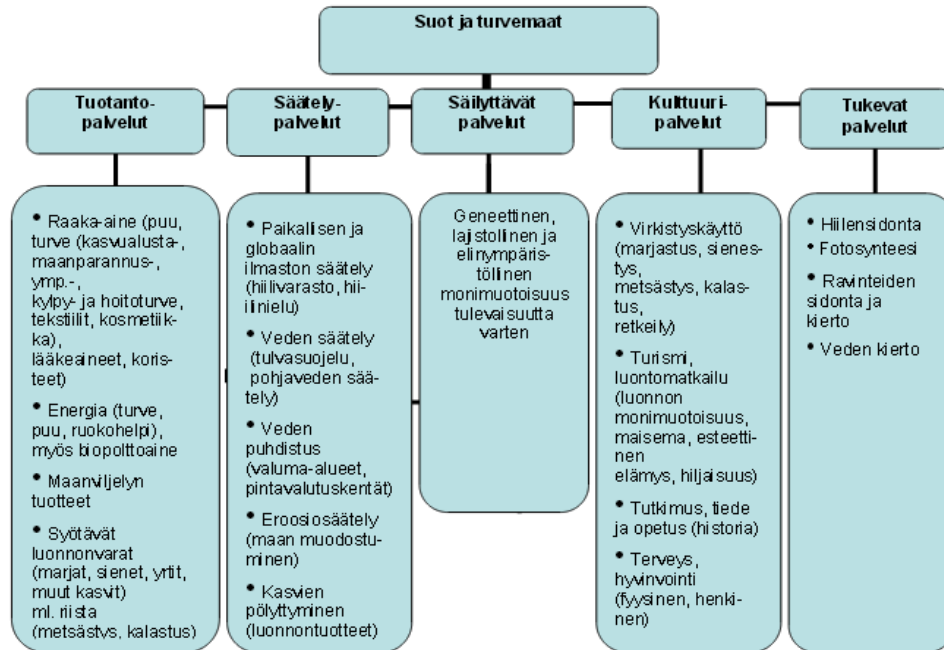 Suot ja turvemaat
Tuotanto-
palvelut
Säätely-
palvelut
Säilyttävät
palvelut
Kulttuuri-
palvelut
Tukevat
palvelut
• Raaka-aine (puu,
turve (kasvualusta-,
maanparannus-,
ymp.-,
kylpy- ja hoitoturve,
tekstiilit, kosmetiik-
ka),
lääkeaineet, koris-
teet)
• Energia (turve,
puu, ruokohelpi),
myös biopolttoaine
• Maanviljelyn
tuotteet
• Syötävät
luonnonvarat
(marjat, sienet, yrtit,
muut kasvit)
ml. riista
(metsästys, kalastus)
• Paikallisen ja
globaalin
ilmaston säätely
(hiilivarasto, hii-
ilinielu)
• Veden säätely
(tulvasuojelu,
pohjaveden sää-
tely)
• Veden
puhdistus
(valuma-alueet,
pintavalutuskentät)
• Eroosiosäätely
(maan muodostu-
minen)
• Kasvien
pölyttyminen
(luonnontuotteet)
Geneettinen,
lajistollinen ja
elinympäris-
töllinen
monimuotoisuus
tulevaisuutta
varten
• Virkistyskäyttö
(marjastus, sienes-
tys,
metsästys, kalas-
tus,
retkeily)
• Turismi,
luontomatkailu
(luonnon
monimuotoisuus,
maisema, esteetti-
nen
elämys, hiljaisuus)
• Tutkimus, tiede
ja opetus (historia)
• Terveys,
hyvinvointi
(fyysinen, henki-
nen)
• Hiilensidonta
• Fotosynteesi
• Ravinteiden
sidonta ja
kierto
• Veden kierto